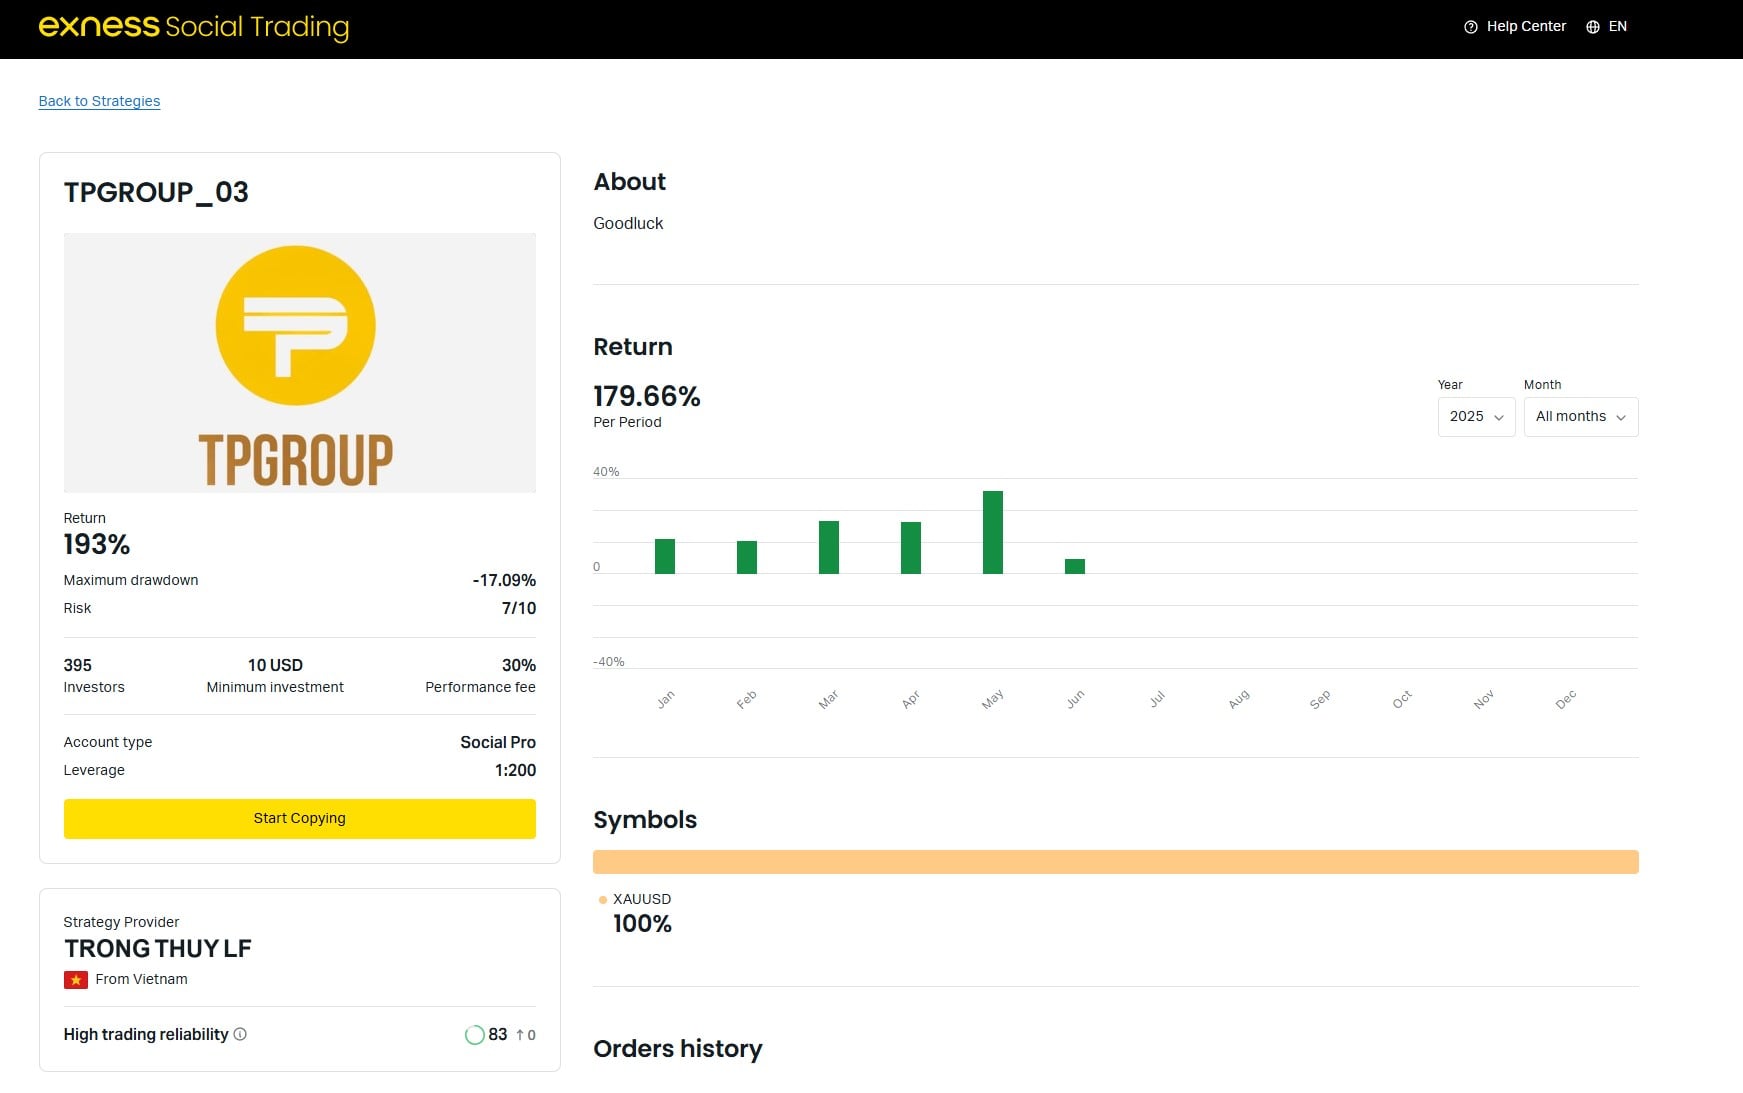 exness Social Trading
Help Center
EN
Back to Strategies
TPGROUP_03
TP
TPGROUP
Return
193%
Maximum drawdown -17.09%
Risk 7/10
395 10 USD 30%
Investors Minimum investment Performance fee
Account type Social Pro
Leverage 1:200
Start Copying
Strategy Provider
TRONG THUY LF
From Vietnam
High trading reliability 83 ↑ 0
About
Goodluck
Return
179.66%
Per Period
Year Month
2025 All months
40%
0
-40%
Jan Feb Mar Apr May Jun Jul Aug Sep Oct Nov Dec
Symbols
XAUUSD
100%
Orders history